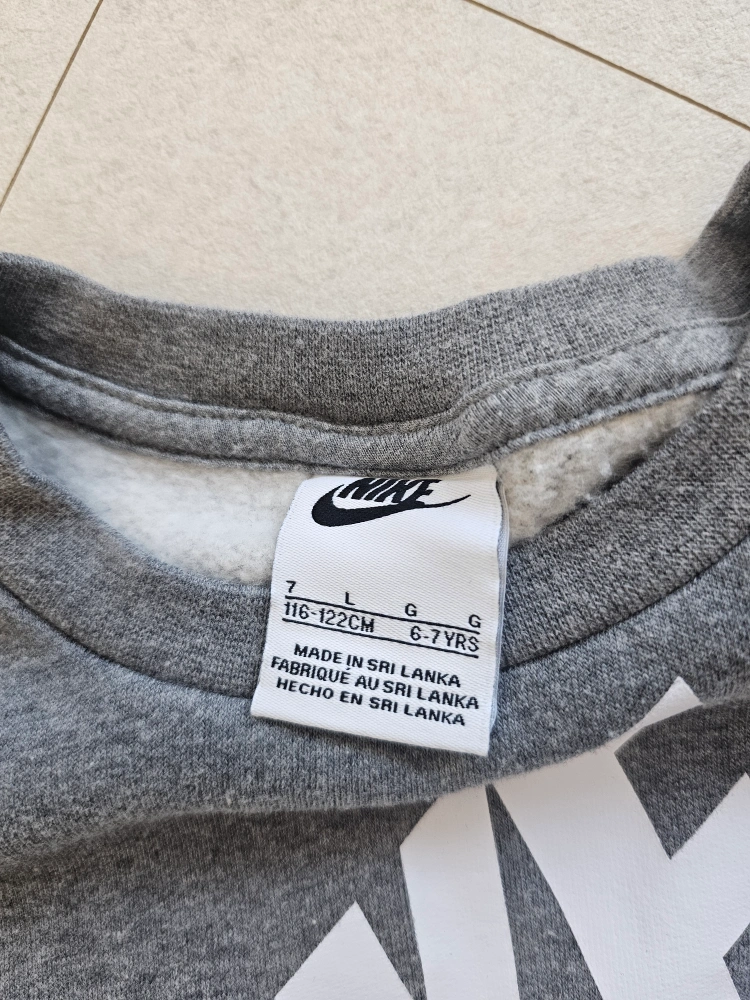 NIKE
7 L G G
116-122CM 6-7YRS
MADE IN SRI LANKA
FABRIQUÉ AU SRI LANKA
HECHO EN SRI LANKA